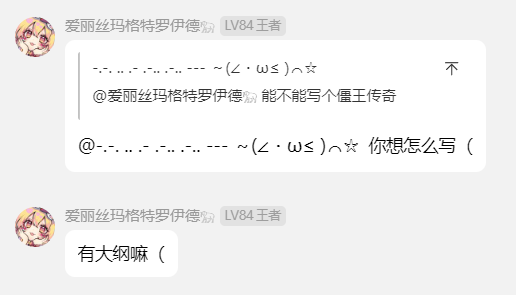 爱丽丝玛格特罗伊德🐏 LV84 王者
-.-. .. .- .-.. .-.. --- ~(∠・ω≤)⌒☆
@爱丽丝玛格特罗伊德🐏 能不能写个僵王传奇
@-.-. .. .- .-.. .-.. --- ~(∠・ω≤)⌒☆ 你想怎么写（
爱丽丝玛格特罗伊德🐏 LV84 王者
有大纲嘛（